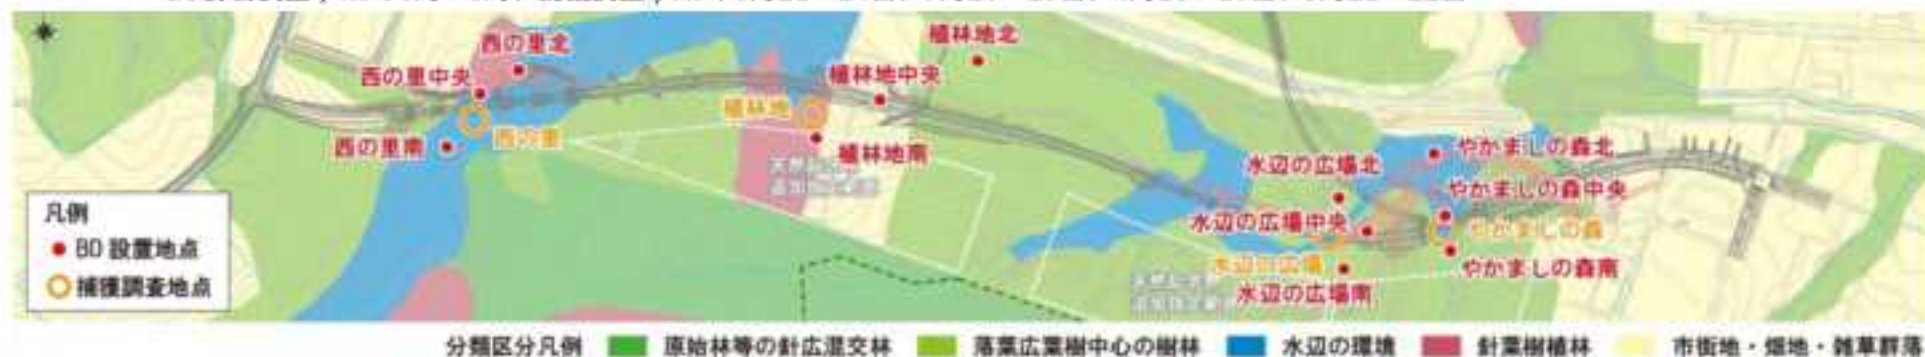 西の里北
植林地北
西の里中央
植林地中央
植林地
西の里
西の里南
植林地南
やかましの森北
水辺の広場北
やかましの森中央
水辺の広場中央
やかましの森
水辺の広場
やかましの森南
水辺の広場南
凡例
BD 設置地点
捕獲調査地点
分類区分凡例 原始林等の針広混交林 落葉広葉樹中心の樹林 水辺の環境 針葉樹植林 市街地・畑地・雑草群落